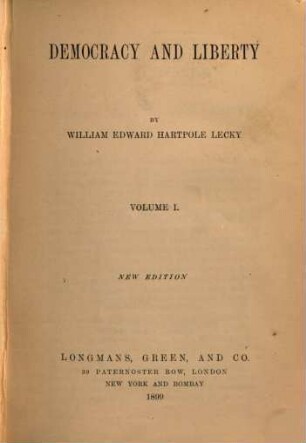 DEMOCRACY AND LIBERTY
BY
WILLIAM EDWARD HARTPOLE LECKY
VOLUME I.
NEW EDITION
LONGMANS, GREEN, AND CO.
39 PATERNOSTER ROW, LONDON
NEW YORK AND BOMBAY
1899